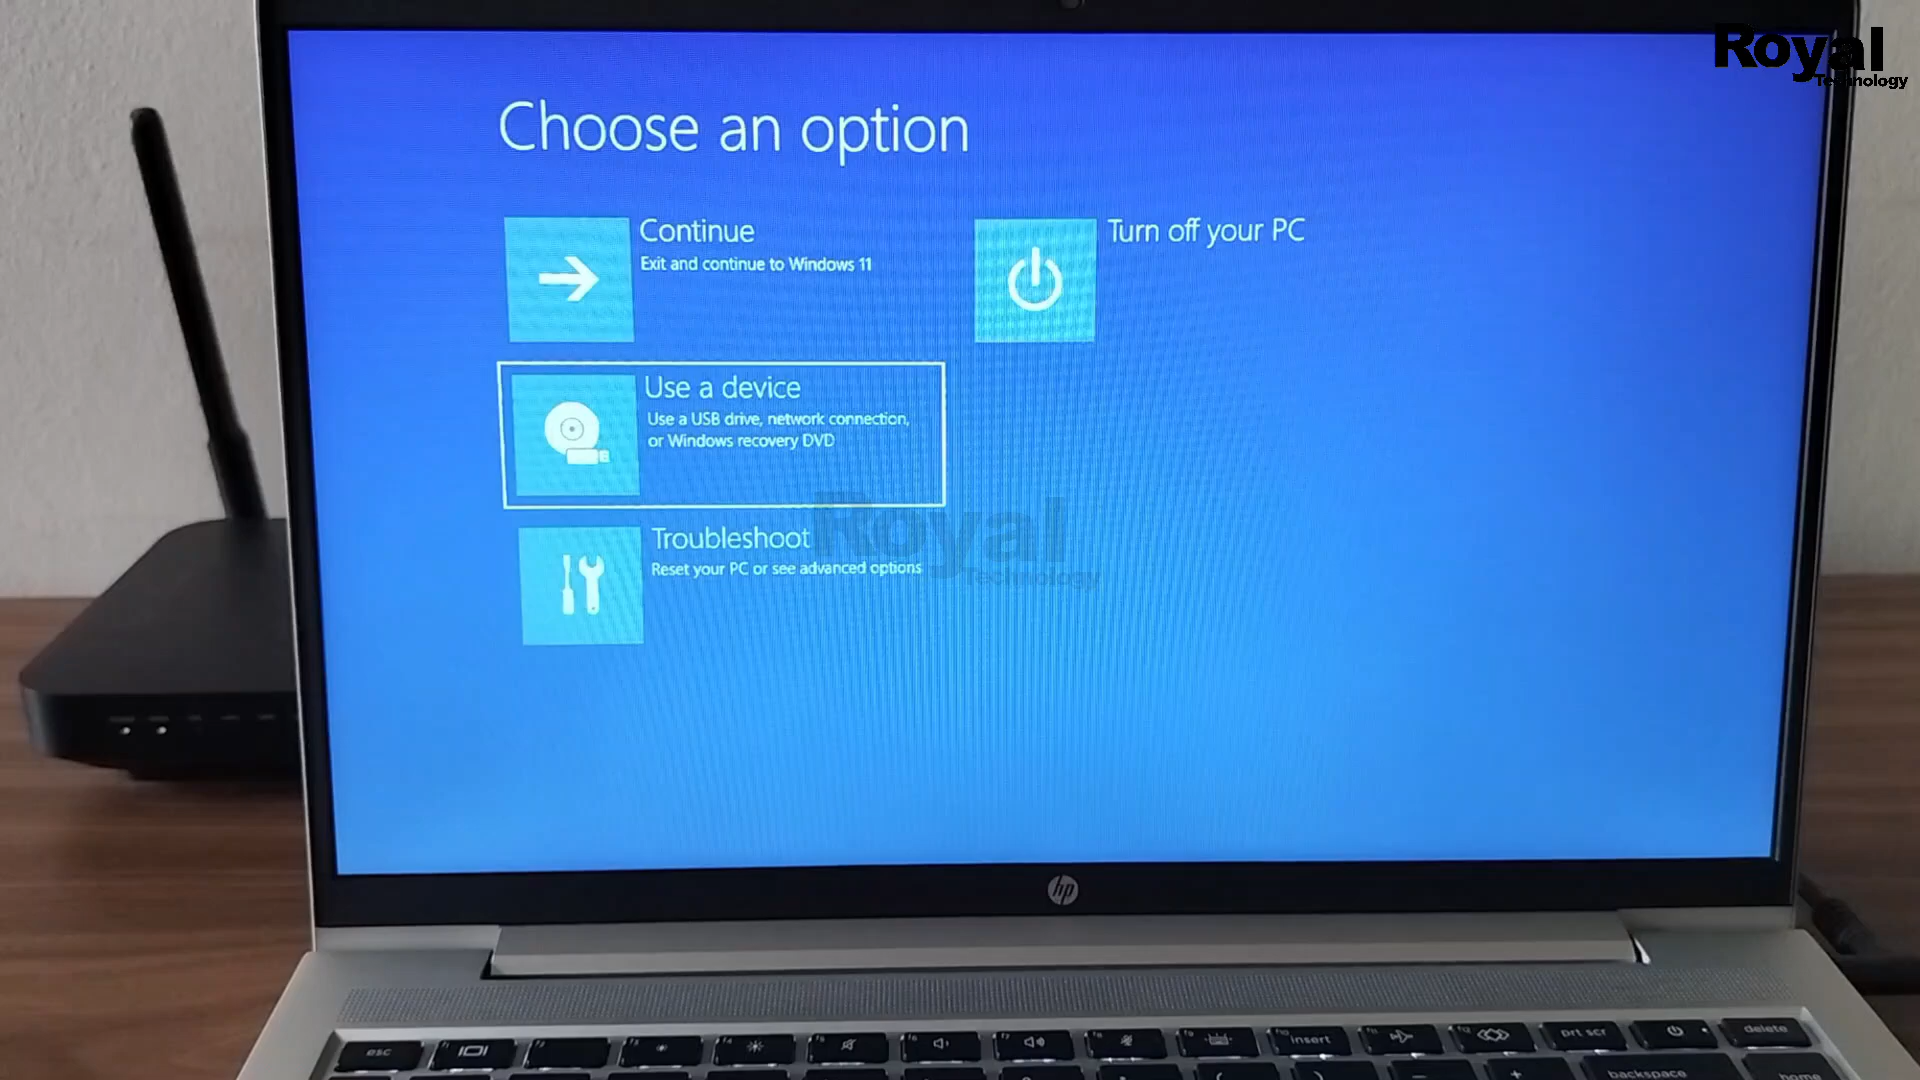 Royal
Technology
Choose an option
Continue
Exit and continue to Windows 11
Turn off your PC
Use a device
Use a USB drive, network connection,
or Windows recovery DVD
Troubleshoot
Reset your PC or see advanced options
Royal
Technology
hp
esc
insert
prt scr
delete
backspace
home